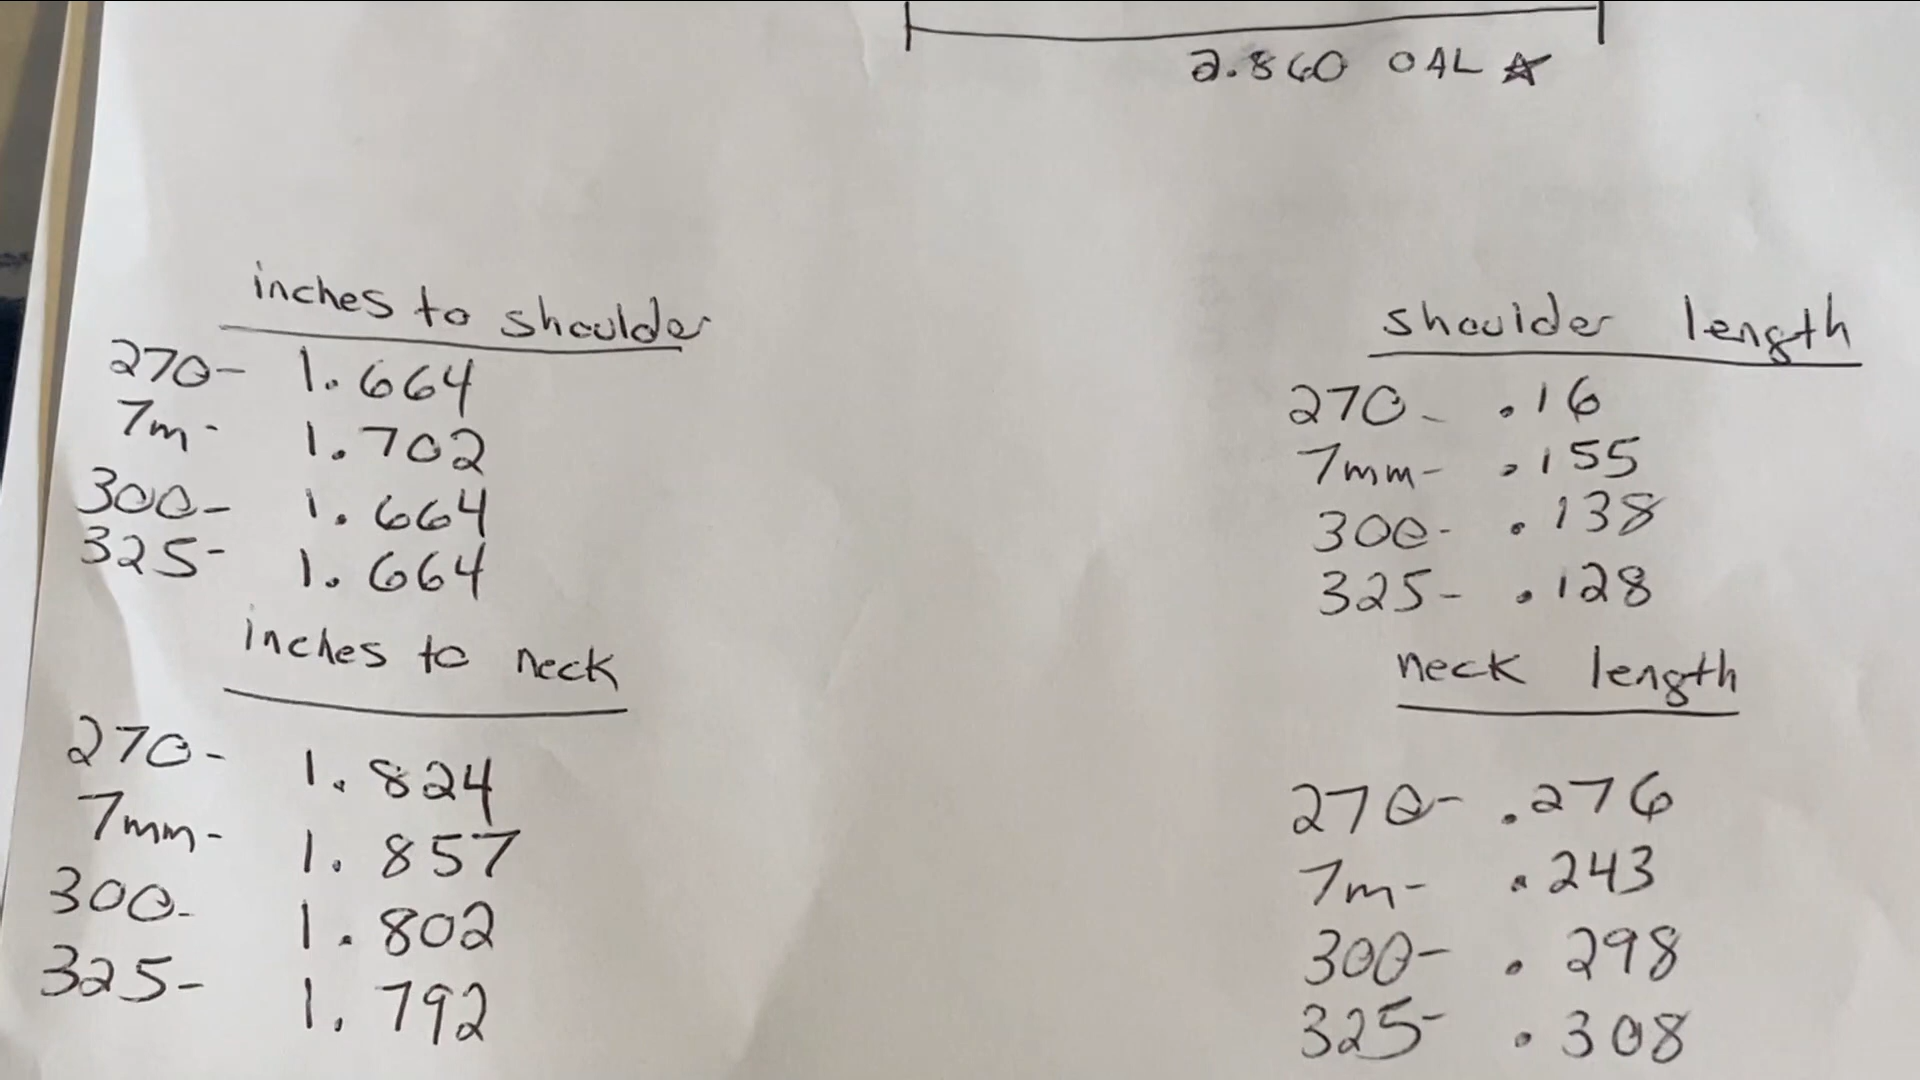 2.860 OAL ☆
inches to shoulder
270- 1.664
7m- 1.702
300- 1.664
325- 1.664
inches to neck
270- 1.824
7mm- 1.857
300- 1.802
325- 1.792
shoulder length
270- .16
7mm- .155
300- .138
325- .128
neck length
270- .276
7m- .243
300- .298
325- .308